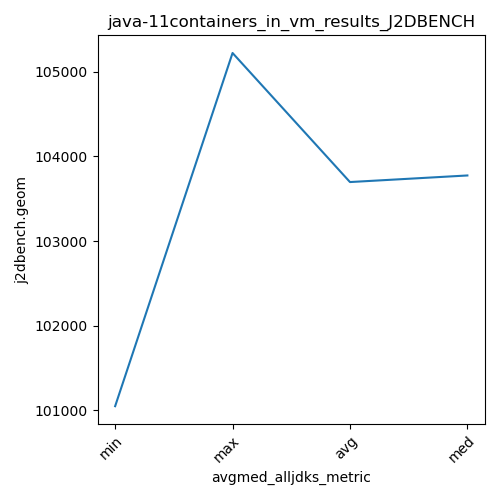 java-11containers_in_vm_results_J2DBENCH
j2dbench.geom
105000
104000
103000
102000
101000
min
max
avg
med
avgmed_alljdks_metric